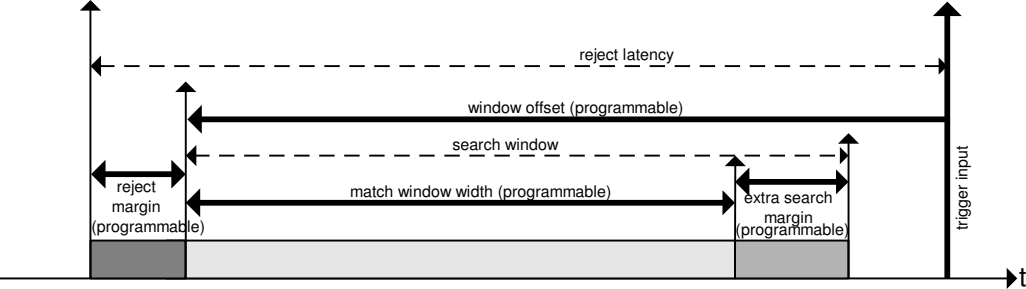 reject latency
window offset (programmable)
search window
reject
margin
(programmable)
match window width (programmable)
extra search
margin
(programmable)
trigger input
t